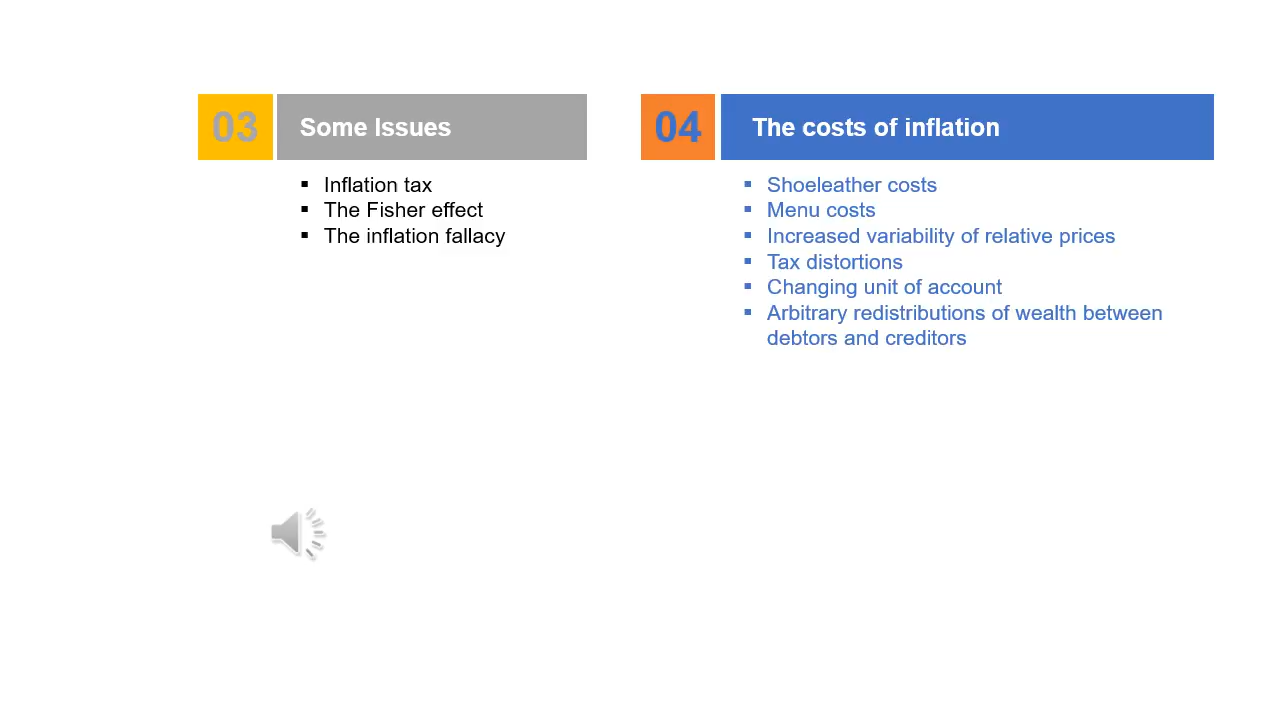 03
Some Issues
▪ Inflation tax
▪ The Fisher effect
▪ The inflation fallacy
04
The costs of inflation
▪ Shoeleather costs
▪ Menu costs
▪ Increased variability of relative prices
▪ Tax distortions
▪ Changing unit of account
▪ Arbitrary redistributions of wealth between
debtors and creditors